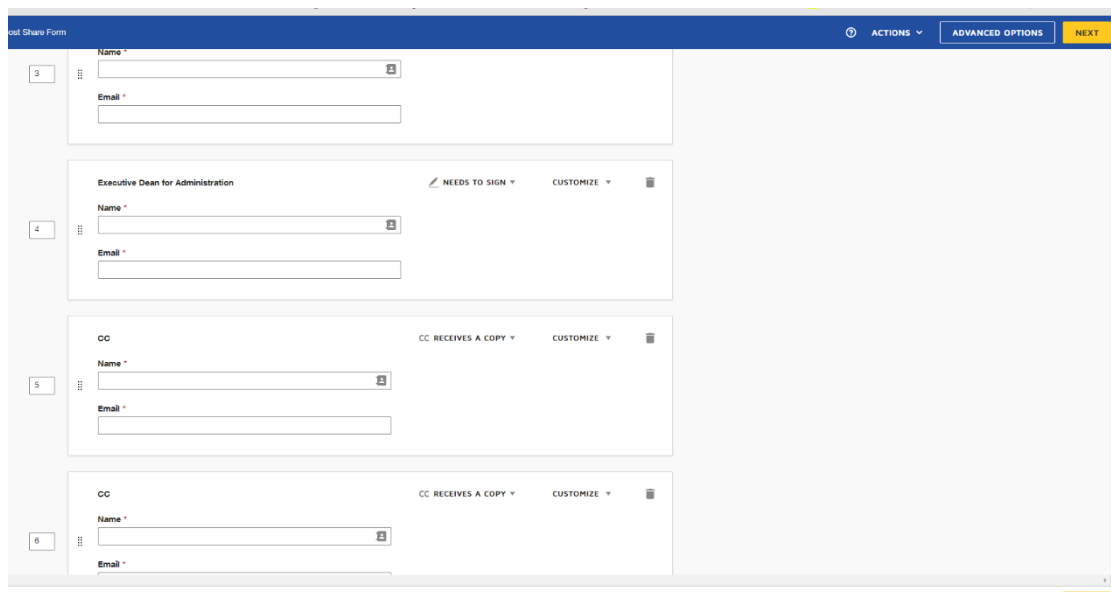 ost Share Form
ACTIONS
ADVANCED OPTIONS
NEXT
3
Name *
Email *
Executive Dean for Administration
NEEDS TO SIGN
CUSTOMIZE
4
Name *
Email *
CC
CC RECEIVES A COPY
CUSTOMIZE
5
Name *
Email *
CC
CC RECEIVES A COPY
CUSTOMIZE
6
Name *
Email *